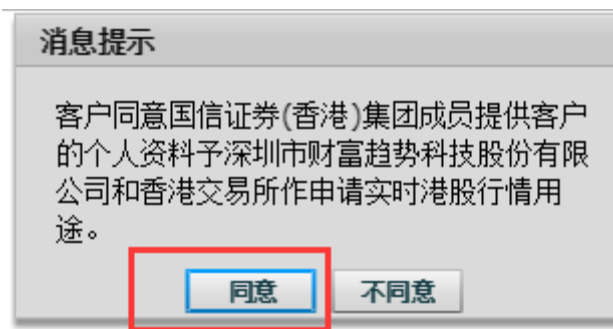 消息提示
客户同意国信证券(香港)集团成员提供客户
的个人资料予深圳市财富趋势科技股份有限
公司和香港交易所作申请实时港股行情用
途。
同意 不同意